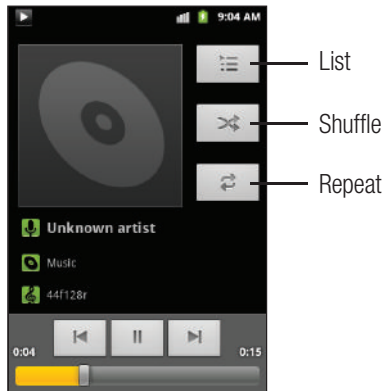 9:04 AM
List
Shuffle
Repeat
Unknown artist
Music
44f128r
0:04
0:15